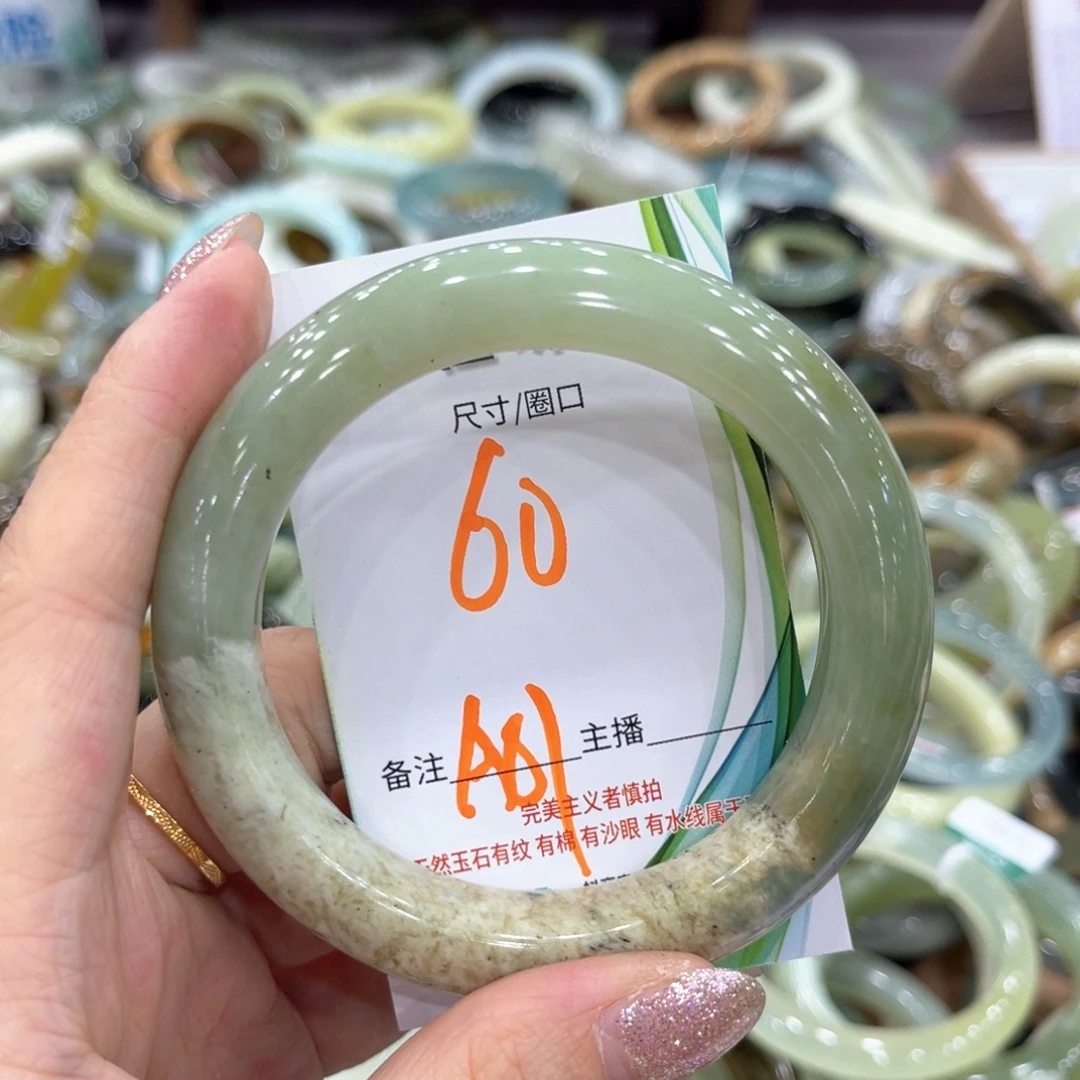 尺寸/圈口
60
备注 A01 主播
完美主义者慎拍
天然玉石有纹 有棉 有沙眼 有水线属于